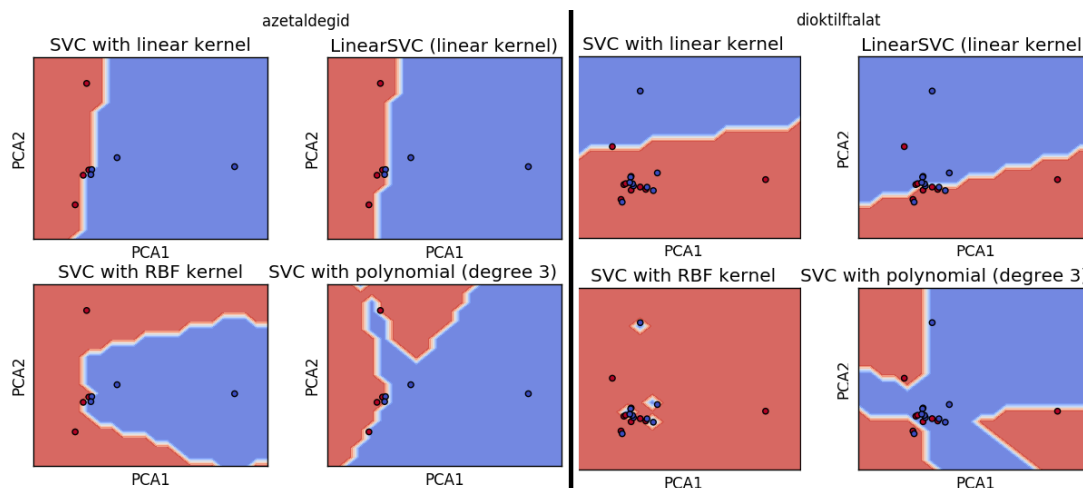 azetaldegid
SVC with linear kernel
LinearSVC (linear kernel)
PCA2
PCA1
PCA1
SVC with RBF kernel
SVC with polynomial (degree 3)
PCA2
PCA1
PCA1
dioktilftalat
SVC with linear kernel
LinearSVC (linear kernel
PCA2
PCA1
SVC with RBF kernel
SVC with polynomial (degree 3)
PCA2
PCA1
PCA1